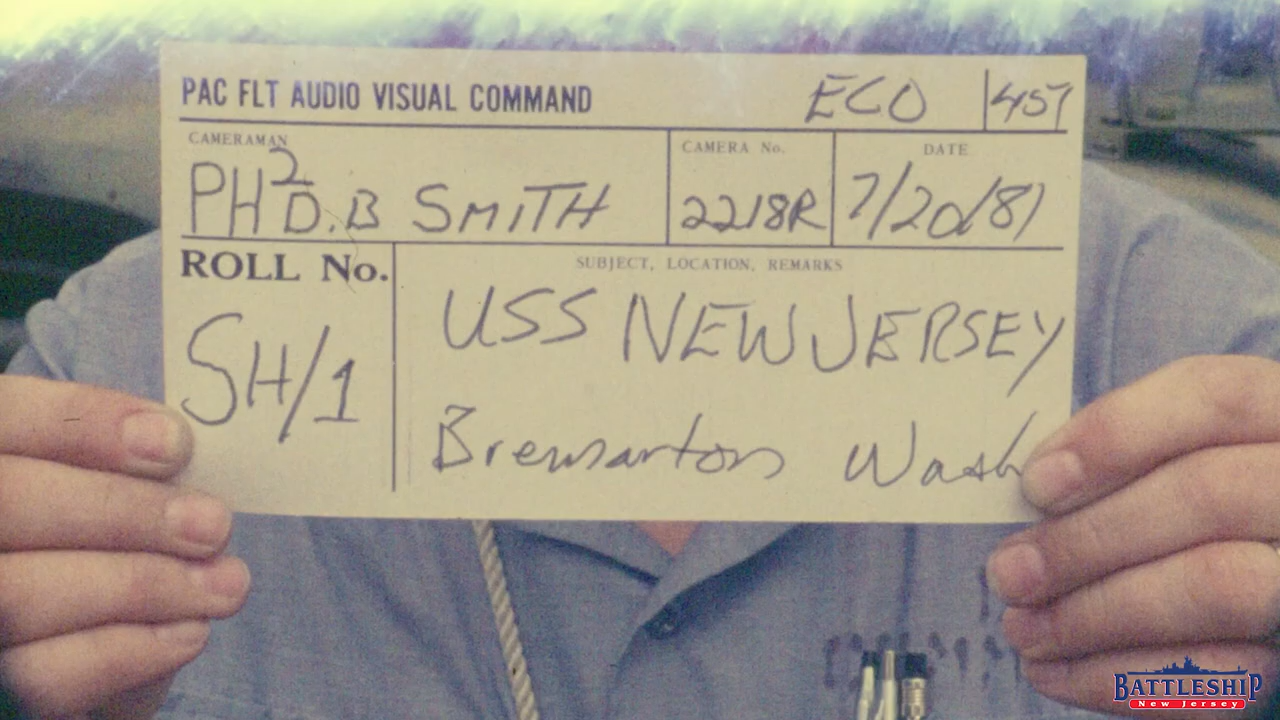 PAC FLT AUDIO VISUAL COMMAND ECO 457
CAMERAMAN CAMERA No. DATE
PH2 D.B SMITH 2218R 7/20/81
ROLL No. SUBJECT, LOCATION, REMARKS
SH/1 USS NEW JERSEY
Bremarton Wash
BATTLESHIP
New Jersey